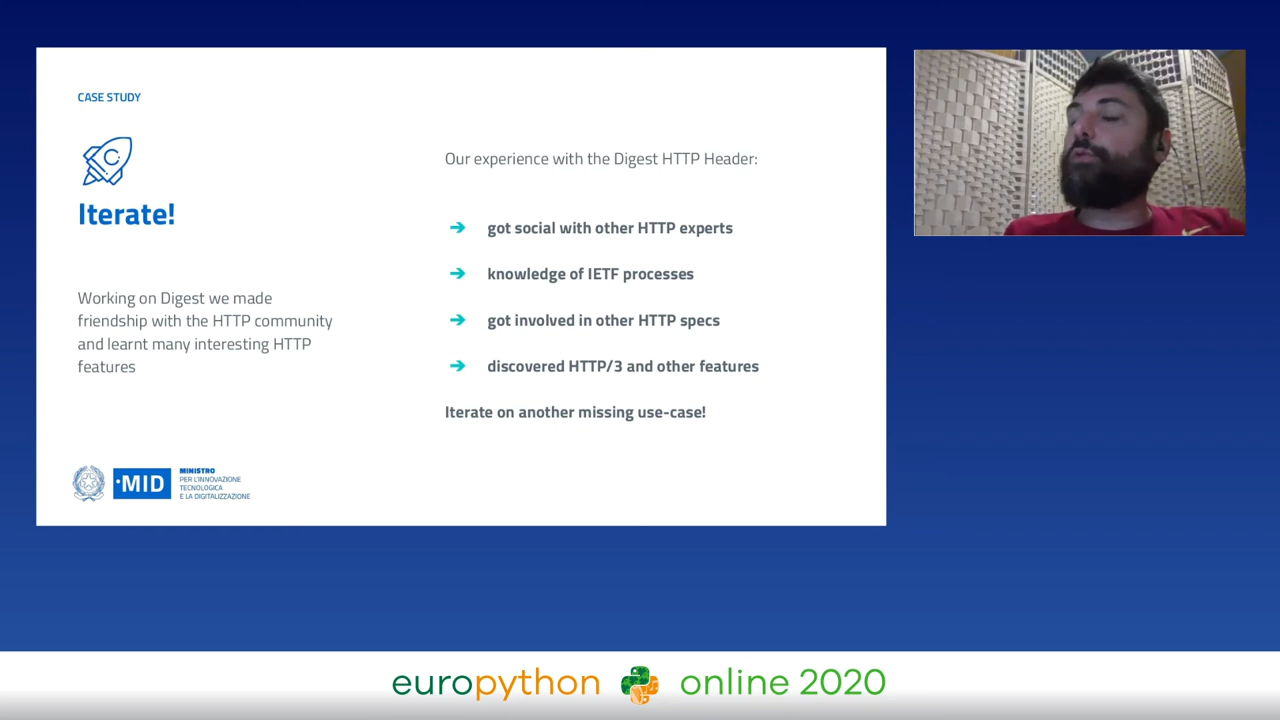 CASE STUDY
Iterate!
Working on Digest we made
friendship with the HTTP community
and learnt many interesting HTTP
features
Our experience with the Digest HTTP Header:
➔ got social with other HTTP experts
➔ knowledge of IETF processes
➔ got involved in other HTTP specs
➔ discovered HTTP/3 and other features
Iterate on another missing use-case!
MID
MINISTRO
PER L'INNOVAZIONE
TECNOLOGICA
E LA DIGITALIZZAZIONE
europython online 2020